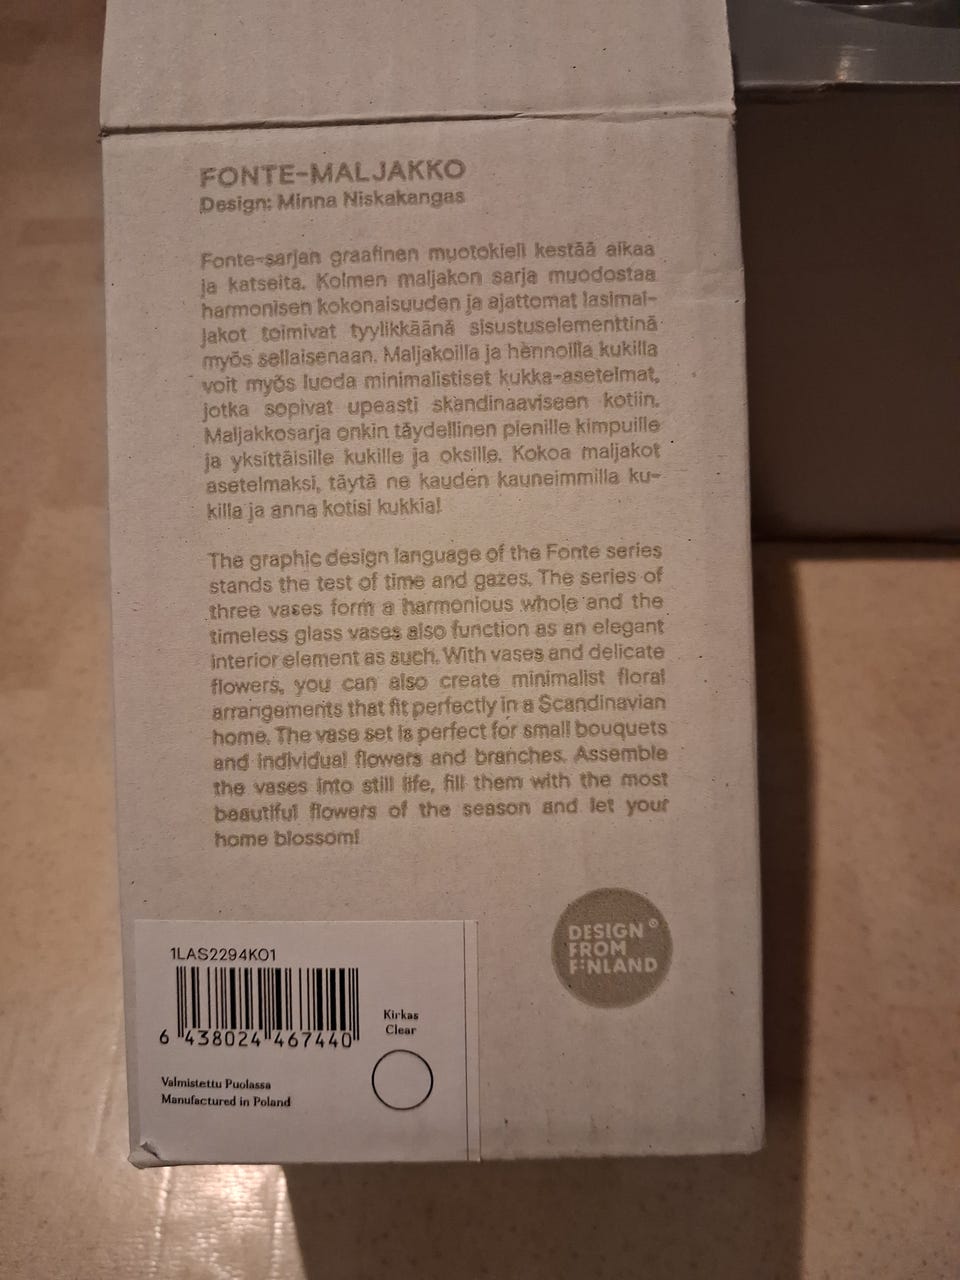 FONTE-MALJAKKO
Design: Minna Niskakangas
Fonte-sarjan graafinen muotokieli kestää aikaa
ja katseita. Kolmen maljakon sarja muodostaa
harmonisen kokonaisuuden ja ajattomat lasimal-
jakot toimivat tyylikkäänä sisustuselementtinä
myös sellaisenaan. Maljakoilla ja hennoilla kukilla
voit myös luoda minimalistiset kukka-asetelmat,
jotka sopivat upeasti skandinaaviseen kotiin.
Maljakkosarja onkin täydellinen pienille kimpuille
ja yksittäisille kukille ja oksille. Kokoa maljakot
asetelmaksi, täytä ne kauden kauneimmilla ku-
killa ja anna kotisi kukkia!
The graphic design language of the Fonte series
stands the test of time and gazes. The series of
three vases form a harmonious whole and the
timeless glass vases also function as an elegant
interior element as such. With vases and delicate
flowers, you can also create minimalist floral
arrangements that fit perfectly in a Scandinavian
home. The vase set is perfect for small bouquets
and individual flowers and branches. Assemble
the vases into still life, fill them with the most
beautiful flowers of the season and let your
home blossom!
DESIGN®
FROM
FINLAND
1LAS2294K01
6 438024 467440
Kirkas
Clear
Valmistettu Puolassa
Manufactured in Poland